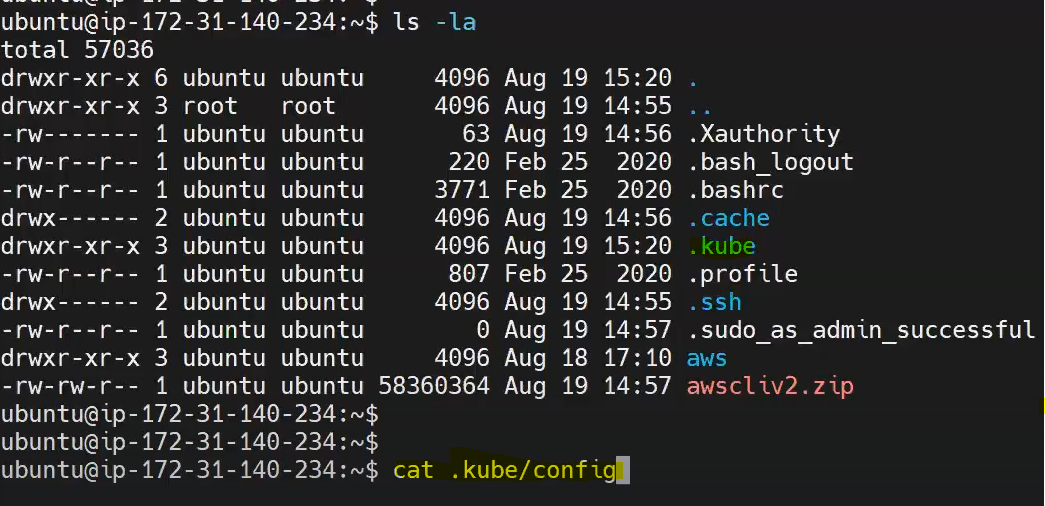 ubuntu@ip-172-31-140-234:~$ ls -la
total 57036
drwxr-xr-x 6 ubuntu ubuntu     4096 Aug 19 15:20 .
drwxr-xr-x 3 root   root       4096 Aug 19 14:55 ..
-rw------- 1 ubuntu ubuntu       63 Aug 19 14:56 .Xauthority
-rw-r--r-- 1 ubuntu ubuntu      220 Feb 25  2020 .bash_logout
-rw-r--r-- 1 ubuntu ubuntu     3771 Feb 25  2020 .bashrc
drwx------ 2 ubuntu ubuntu     4096 Aug 19 14:56 .cache
drwxr-xr-x 3 ubuntu ubuntu     4096 Aug 19 15:20 .kube
-rw-r--r-- 1 ubuntu ubuntu      807 Feb 25  2020 .profile
drwx------ 2 ubuntu ubuntu     4096 Aug 19 14:55 .ssh
-rw-r--r-- 1 ubuntu ubuntu        0 Aug 19 14:57 .sudo_as_admin_successful
drwxr-xr-x 3 ubuntu ubuntu     4096 Aug 18 17:10 aws
-rw-rw-r-- 1 ubuntu ubuntu 58360364 Aug 19 14:57 awscliv2.zip
ubuntu@ip-172-31-140-234:~$
ubuntu@ip-172-31-140-234:~$
ubuntu@ip-172-31-140-234:~$ cat .kube/config